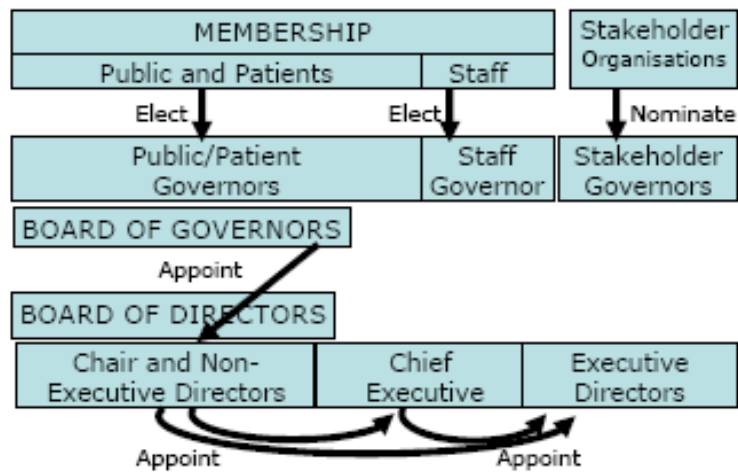 MEMBERSHIP
Public and Patients
Staff
Stakeholder
Organisations
Elect
Elect
Nominate
Public/Patient
Governors
Staff
Governor
Stakeholder
Governors
BOARD OF GOVERNORS
Appoint
BOARD OF DIRECTORS
Chair and Non-
Executive Directors
Chief
Executive
Executive
Directors
Appoint
Appoint